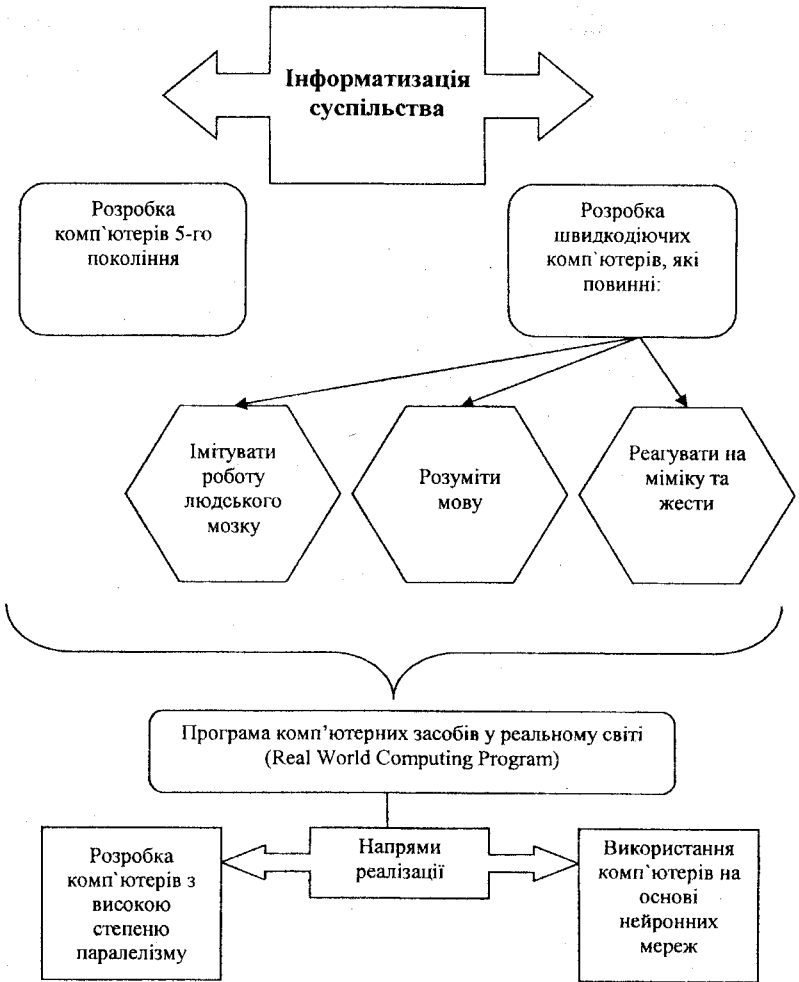 Інформатизація
суспільства
Розробка
комп`ютерів 5-го
покоління
Розробка
швидкодіючих
комп`ютерів, які
повинні:
Імітувати
роботу
людського
мозку
Розуміти
мову
Реагувати на
міміку та
жести
Програма комп’ютерних засобів у реальному світі
(Real World Computing Program)
Розробка
комп`ютерів з
високою
степеню
паралелізму
Напрями
реалізації
Використання
комп`ютерів на
основі
нейронних
мереж